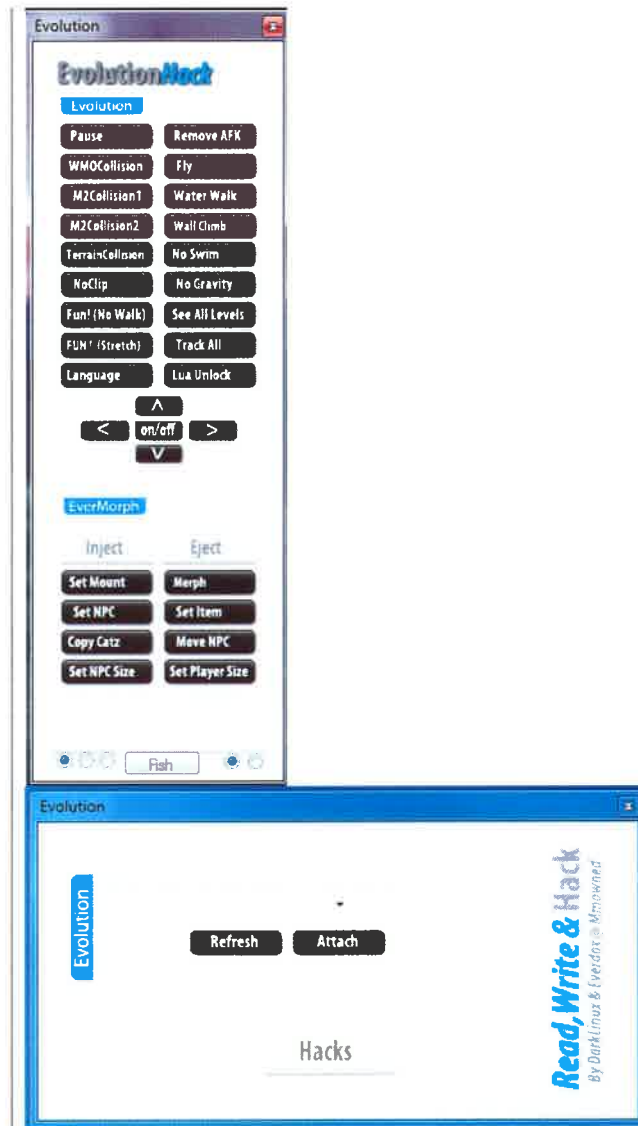 Evolution
EvolutionHack
Evolution
Pause Remove AFK
WMOCollision Fly
M2Collision1 Water Walk
M2Collision2 Wall Climb
TerrainCollision No Swim
NoClip No Gravity
Fun! (No Walk) See All Levels
FUN! (Stretch) Track All
Language Lua Unlock
^
< on/off >
V
EverMorph
Inject Eject
Set Mount Morph
Set NPC Set Item
Copy Catz Move NPC
Set NPC Size Set Player Size
Fish
Evolution
Evolution
Refresh Attach
Hacks
Read, Write & Hack
By DarkLinux & Everdox @ Mmowned